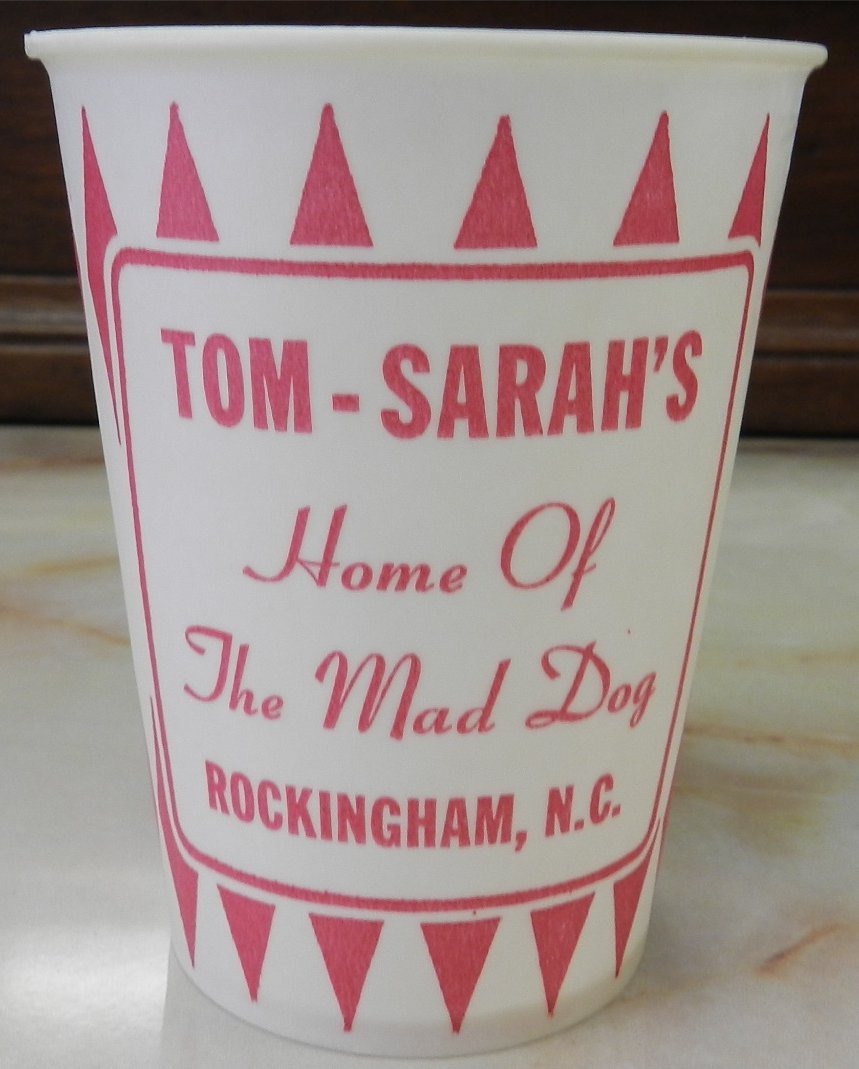 TOM - SARAH'S
Home Of
The Mad Dog
ROCKINGHAM, N.C.